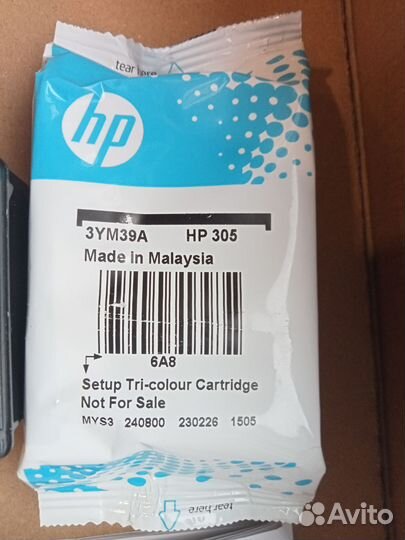 tear here
hp
3YM39A HP 305
Made in Malaysia
6A8
Setup Tri-colour Cartridge
Not For Sale
MYS3 240800 230226 1505
tear here
Avito